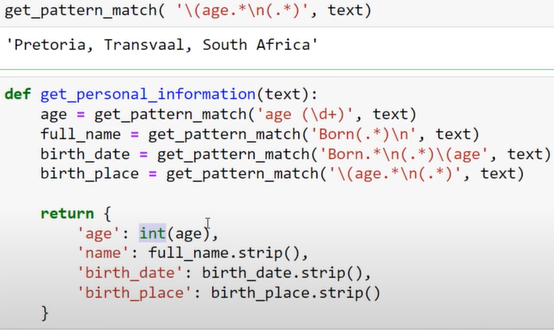 get_pattern_match( '\(age.*\n(.*)', text)
'Pretoria, Transvaal, South Africa'
def get_personal_information(text):
    age = get_pattern_match('age (\d+)', text)
    full_name = get_pattern_match('Born(.*)\n', text)
    birth_date = get_pattern_match('Born.*\n(.*)\(age', text)
    birth_place = get_pattern_match('\(age.*\n(.*)', text)
    return {
        'age': int(age),
        'name': full_name.strip(),
        'birth_date': birth_date.strip(),
        'birth_place': birth_place.strip()
    }